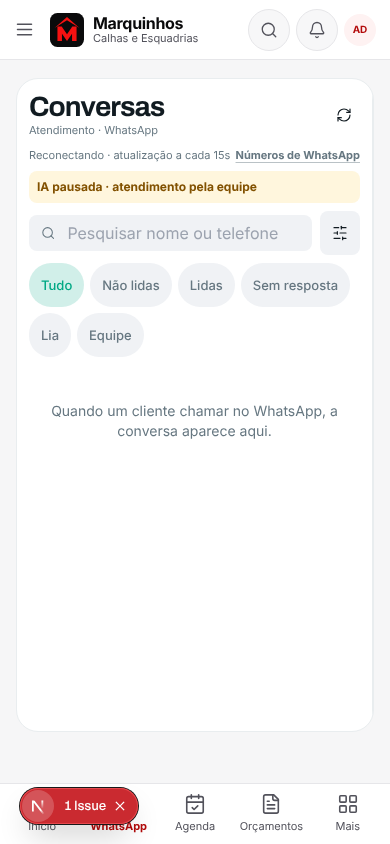 Marquinhos
Calhas e Esquadrias
AD
Conversas
Atendimento · WhatsApp
Reconectando · atualização a cada 15s Números de WhatsApp
IA pausada · atendimento pela equipe
Pesquisar nome ou telefone
Tudo Não lidas Lidas Sem resposta
Lia Equipe
Quando um cliente chamar no WhatsApp, a
conversa aparece aqui.
N 1 Issue
Início WhatsApp Agenda Orçamentos Mais